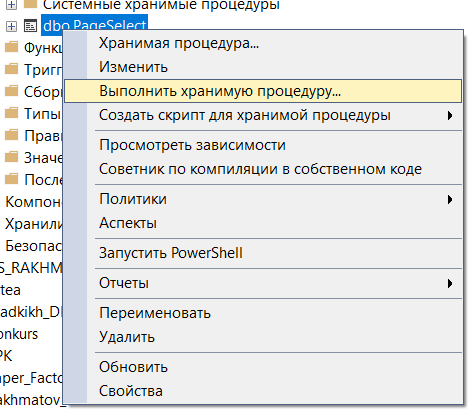 Системные хранимые процедуры
dbo.PageSelect
Хранимая процедура...
Изменить
Выполнить хранимую процедуру...
Создать скрипт для хранимой процедуры
Просмотреть зависимости
Советник по компиляции в собственном коде
Политики
Аспекты
Запустить PowerShell
Отчеты
Переименовать
Удалить
Обновить
Свойства
Функц
Тригг
Сборк
Типы
Прави
Значе
После
Компоне
Хранили
Безопас
S_RAKHM
tea
adkikh_D
onkurs
PK
per_Facto
akhmatov_